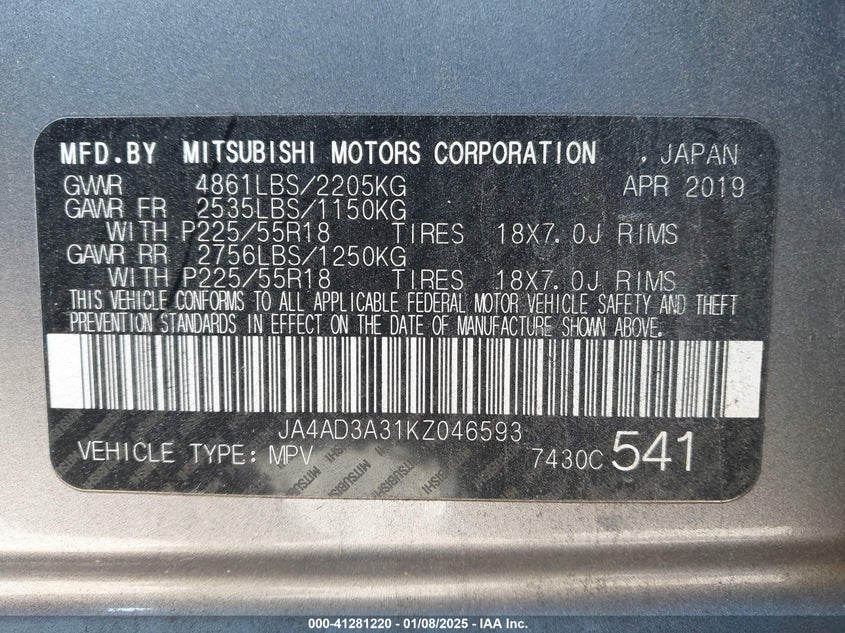 MFD.BY MITSUBISHI MOTORS CORPORATION , JAPAN
GVWR 4861LBS/2205KG APR 2019
GAWR FR 2535LBS/1150KG
WITH P225/55R18 TIRES 18X7.0J RIMS
GAWR RR 2756LBS/1250KG
WITH P225/55R18 TIRES 18X7.0J RIMS
THIS VEHICLE CONFORMS TO ALL APPLICABLE FEDERAL MOTOR VEHICLE SAFETY AND THEFT
PREVENTION STANDARDS IN EFFECT ON THE DATE OF MANUFACTURE SHOWN ABOVE.
JA4AD3A31KZ046593
VEHICLE TYPE: MPV 7430C 541
MITSUBISHI
000-41281220 - 01/08/2025 - IAA Inc.